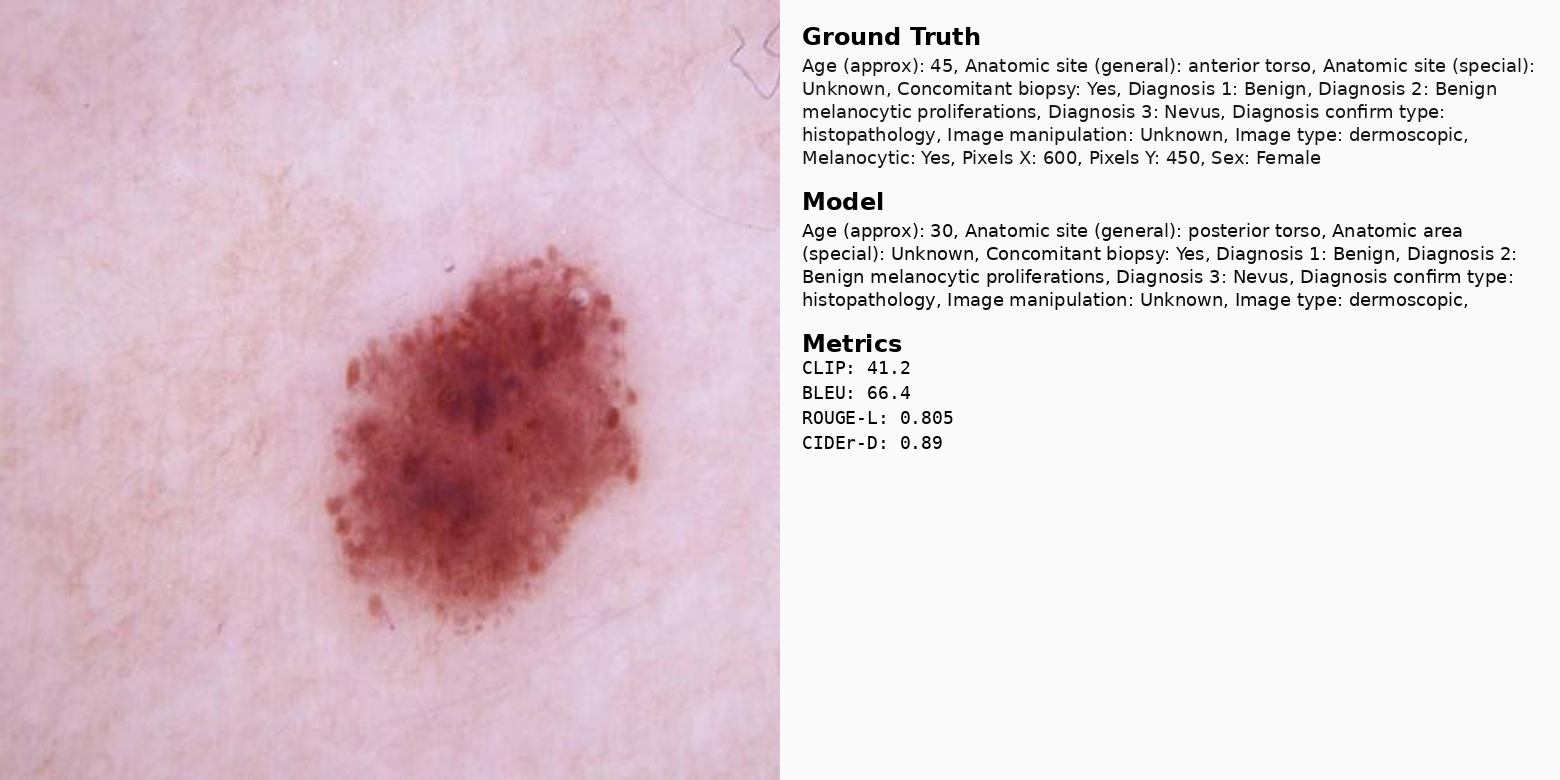 Ground Truth
Age (approx): 45, Anatomic site (general): anterior torso, Anatomic site (special):
Unknown, Concomitant biopsy: Yes, Diagnosis 1: Benign, Diagnosis 2: Benign
melanocytic proliferations, Diagnosis 3: Nevus, Diagnosis confirm type:
histopathology, Image manipulation: Unknown, Image type: dermoscopic,
Melanocytic: Yes, Pixels X: 600, Pixels Y: 450, Sex: Female
Model
Age (approx): 30, Anatomic site (general): posterior torso, Anatomic area
(special): Unknown, Concomitant biopsy: Yes, Diagnosis 1: Benign, Diagnosis 2:
Benign melanocytic proliferations, Diagnosis 3: Nevus, Diagnosis confirm type:
histopathology, Image manipulation: Unknown, Image type: dermoscopic,
Metrics
CLIP: 41.2
BLEU: 66.4
ROUGE-L: 0.805
CIDEr-D: 0.89